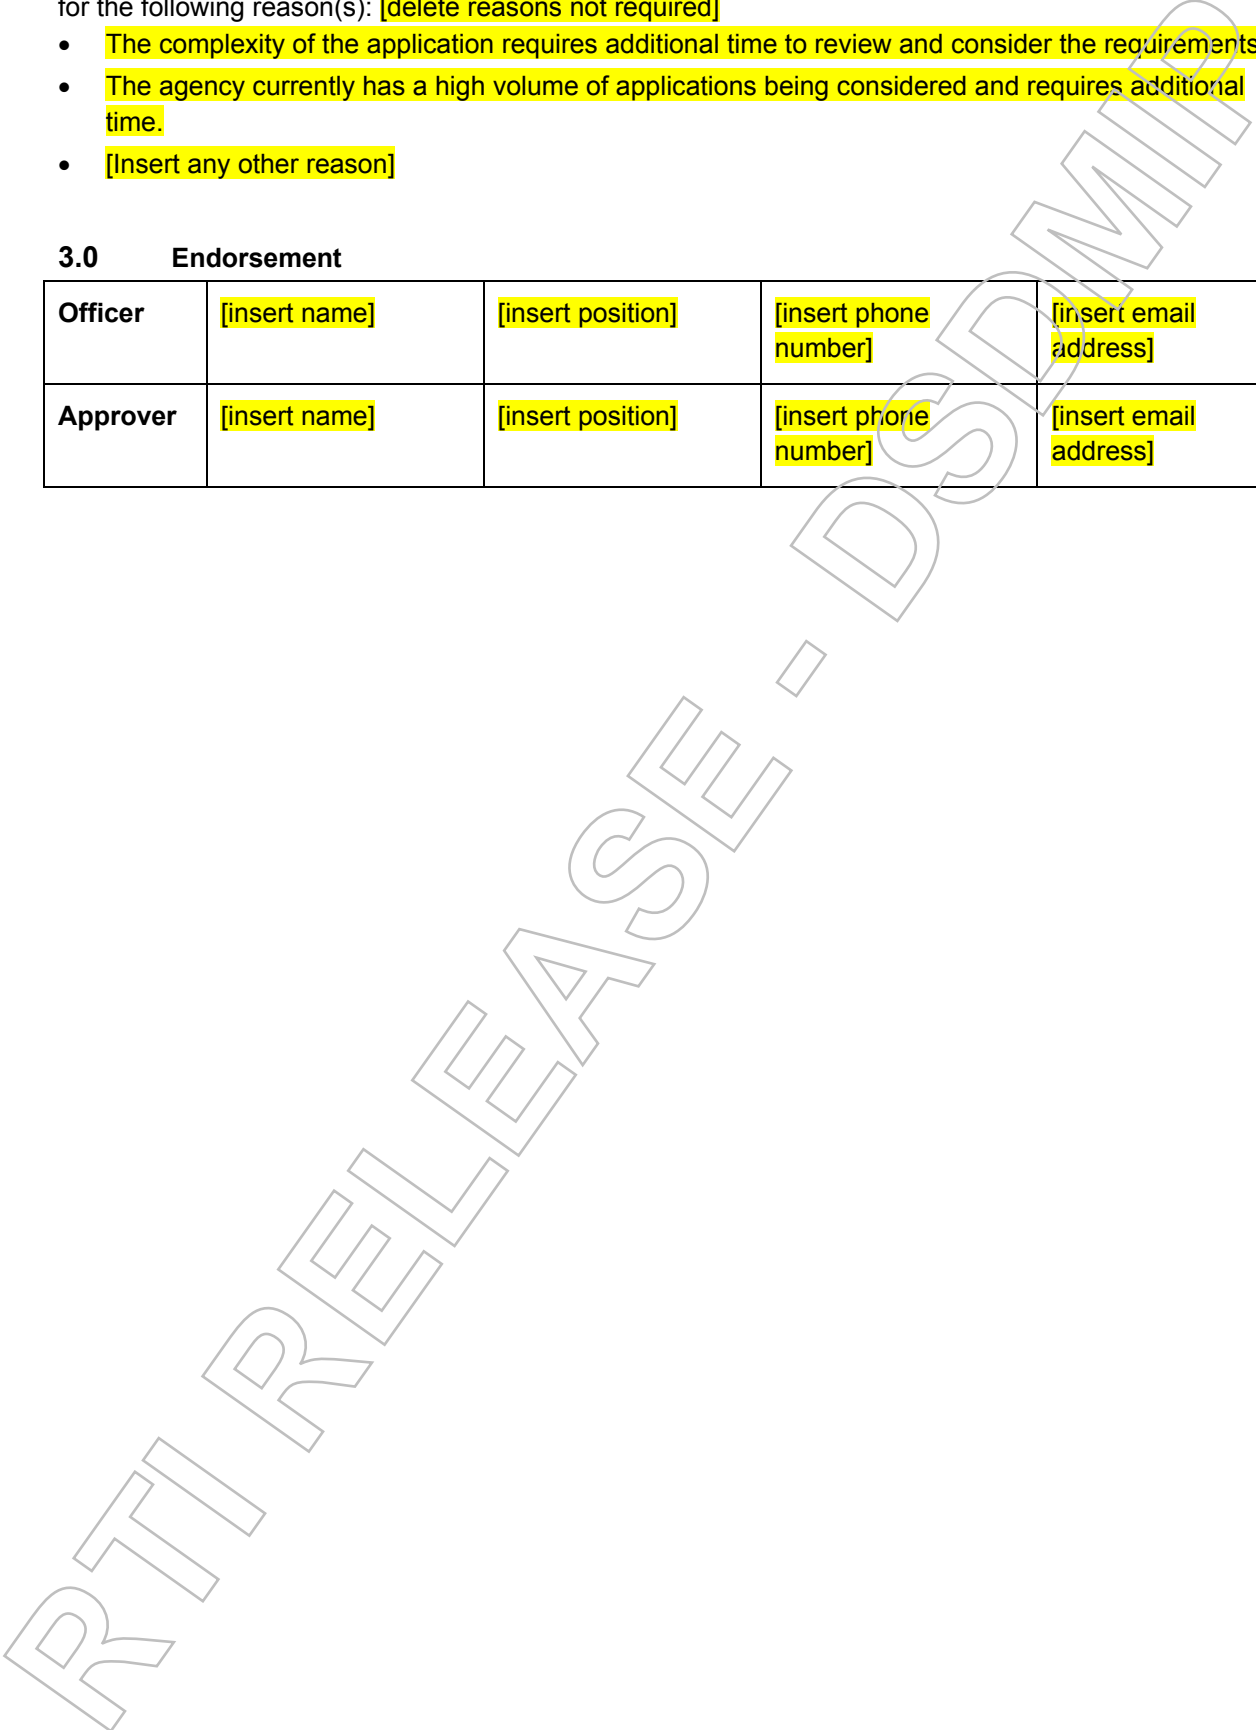 for the following reason(s): [delete reasons not required]
• The complexity of the application requires additional time to review and consider the requirements
• The agency currently has a high volume of applications being considered and requires additional
time.
• [Insert any other reason]
3.0 Endorsement
Officer [insert name] [insert position] [insert phone number] [insert email address]
Approver [insert name] [insert position] [insert phone number] [insert email address]
RTI RELEASE - DSDMIP